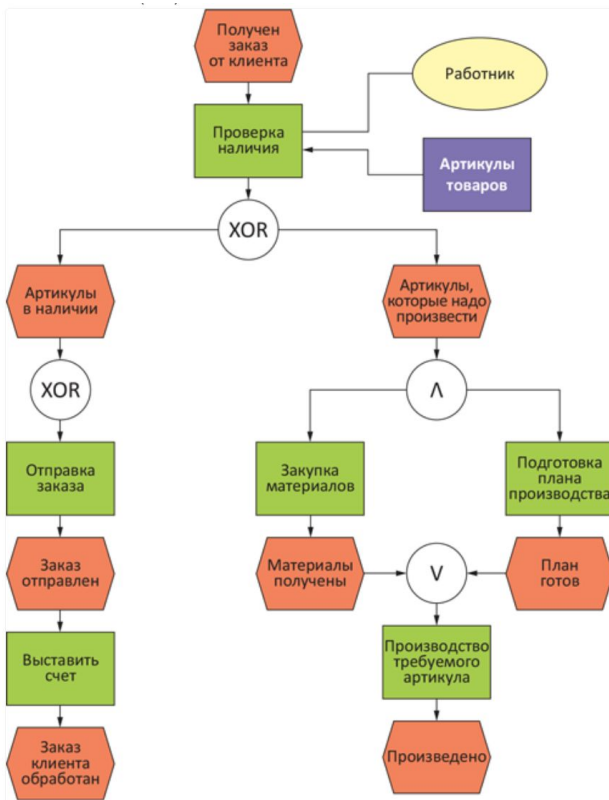 Получен
заказ
от клиента
Работник
Проверка
наличия
Артикулы
товаров
XOR
Артикулы
в наличии
Артикулы,
которые надо
произвести
XOR
Λ
Отправка
заказа
Закупка
материалов
Подготовка
плана
производства
Заказ
отправлен
Материалы
получены
V
План
готов
Выставить
счет
Производство
требуемого
артикула
Заказ
клиента
обработан
Произведено